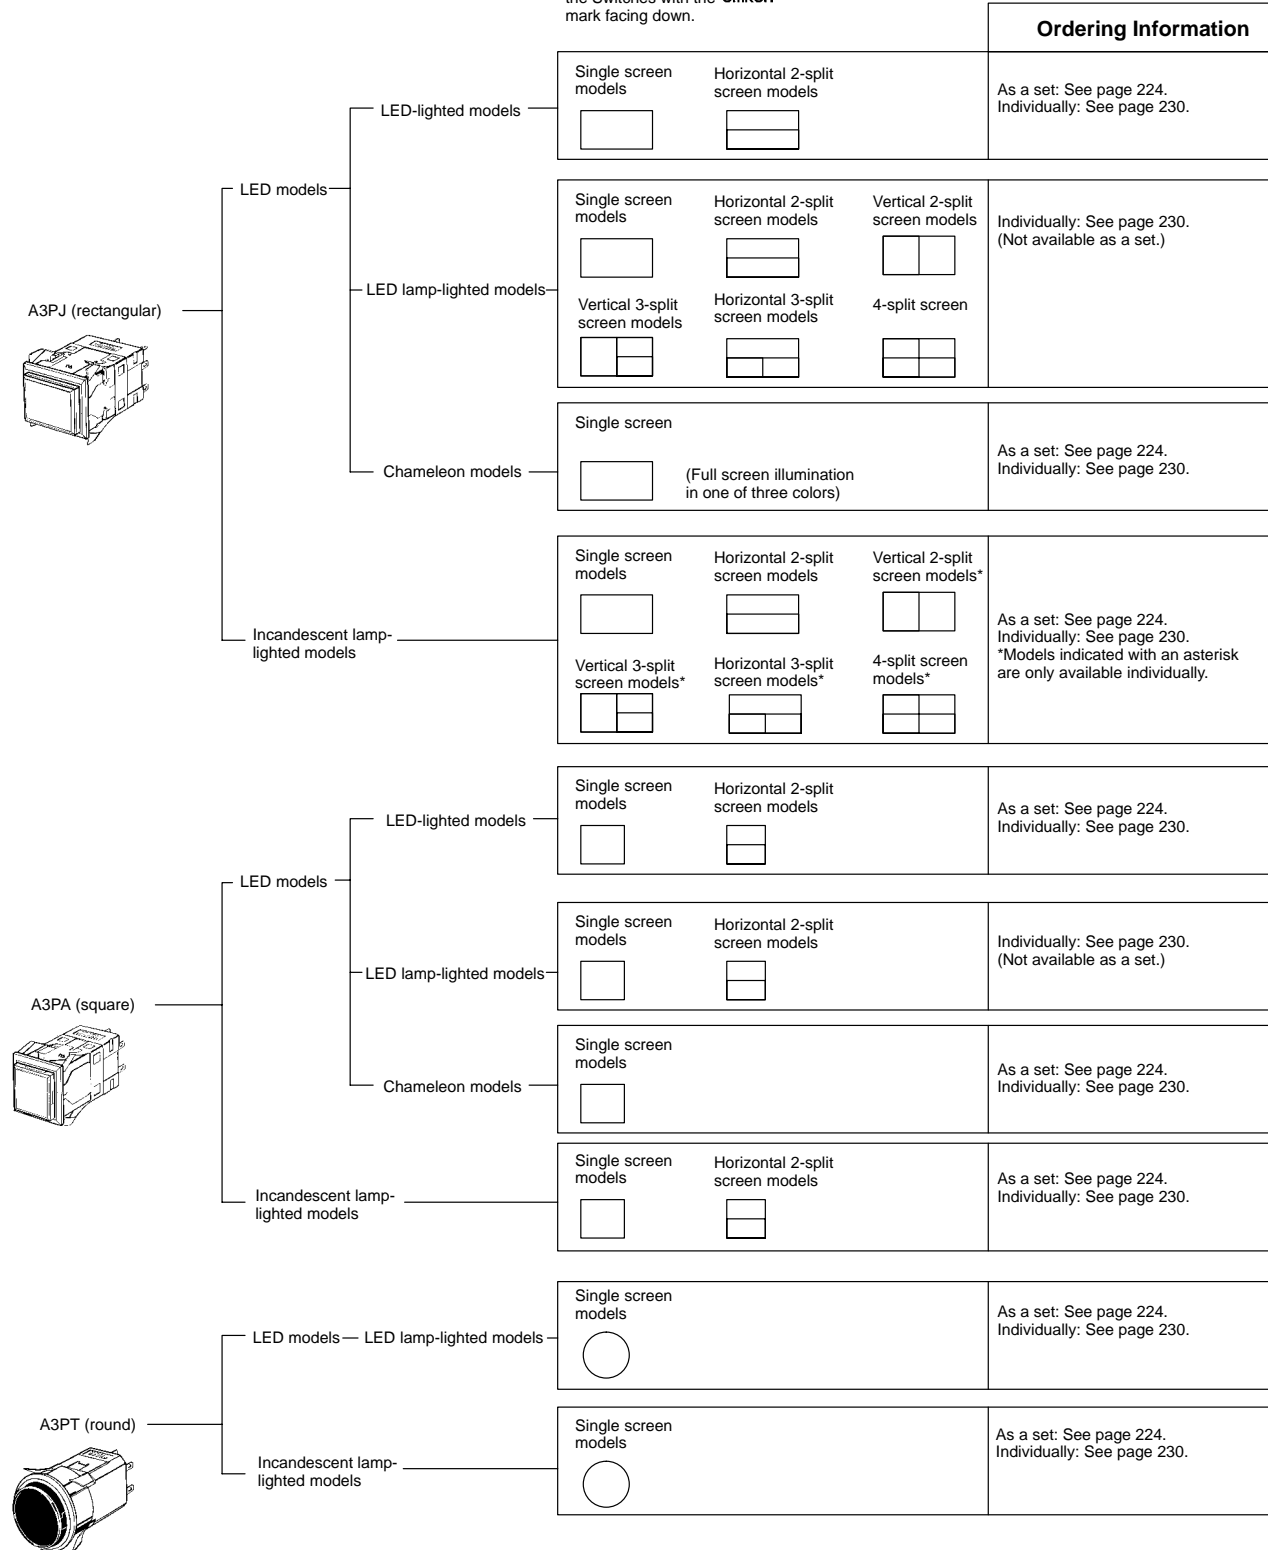 mark facing down.
Ordering Information
Single screen
models
Horizontal 2-split
screen models
As a set: See page 224.
Individually: See page 230.
LED-lighted models
LED models
Single screen
models
Horizontal 2-split
screen models
Vertical 2-split
screen models
Individually: See page 230.
(Not available as a set.)
LED lamp-lighted models
Vertical 3-split
screen models
Horizontal 3-split
screen models
4-split screen
A3PJ (rectangular)
Single screen
Chameleon models
(Full screen illumination
in one of three colors)
As a set: See page 224.
Individually: See page 230.
Single screen
models
Horizontal 2-split
screen models
Vertical 2-split
screen models*
Incandescent lamp-
lighted models
Vertical 3-split
screen models*
Horizontal 3-split
screen models*
4-split screen
models*
As a set: See page 224.
Individually: See page 230.
*Models indicated with an asterisk
are only available individually.
Single screen
models
Horizontal 2-split
screen models
As a set: See page 224.
Individually: See page 230.
LED-lighted models
LED models
Single screen
models
Horizontal 2-split
screen models
Individually: See page 230.
(Not available as a set.)
LED lamp-lighted models
A3PA (square)
Single screen
models
As a set: See page 224.
Individually: See page 230.
Chameleon models
Single screen
models
Horizontal 2-split
screen models
As a set: See page 224.
Individually: See page 230.
Incandescent lamp-
lighted models
Single screen
models
As a set: See page 224.
Individually: See page 230.
LED models
LED lamp-lighted models
A3PT (round)
Single screen
models
As a set: See page 224.
Individually: See page 230.
Incandescent lamp-
lighted models